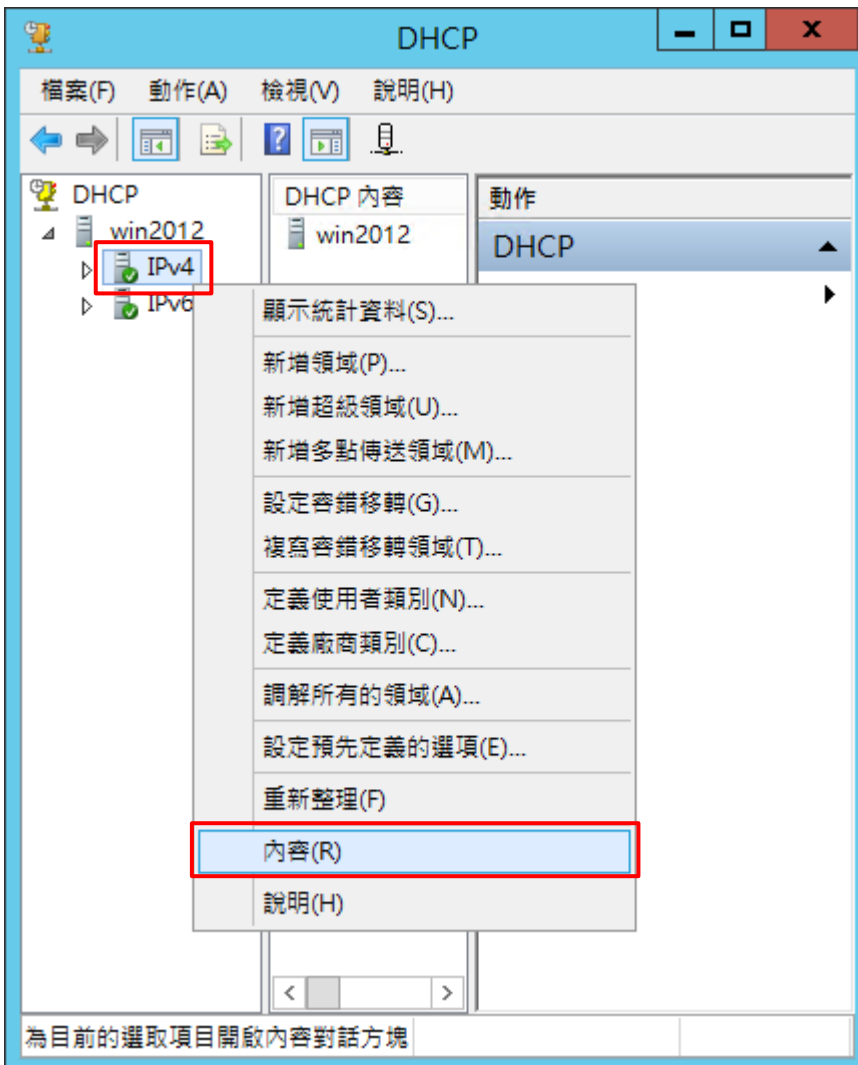 DHCP
檔案(F) 動作(A) 檢視(V) 說明(H)
DHCP
win2012
IPv4
IPv6
DHCP 內容
win2012
動作
DHCP
顯示統計資料(S)...
新增領域(P)...
新增超級領域(U)...
新增多點傳送領域(M)...
設定容錯移轉(G)...
複寫容錯移轉領域(T)...
定義使用者類別(N)...
定義廠商類別(C)...
調解所有的領域(A)...
設定預先定義的選項(E)...
重新整理(F)
內容(R)
說明(H)
為目前的選取項目開啟內容對話方塊